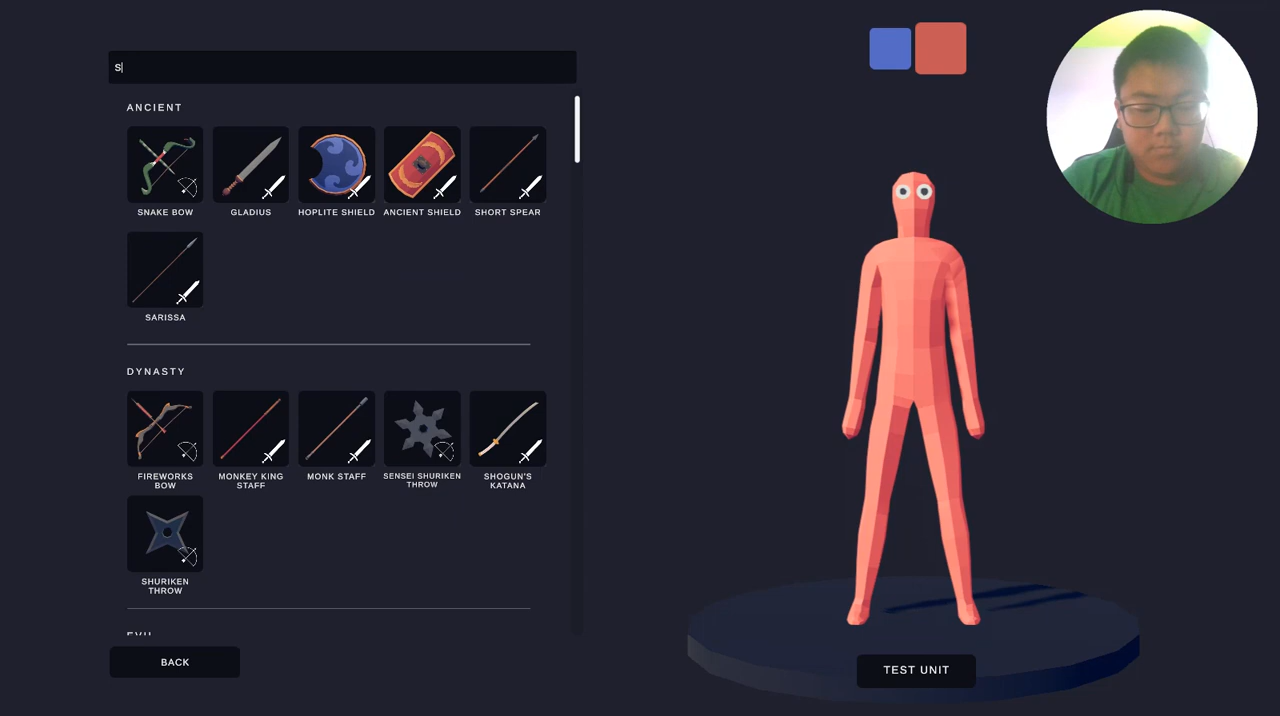 s
ANCIENT
SNAKE BOW
GLADIUS
HOPLITE SHIELD
ANCIENT SHIELD
SHORT SPEAR
SARISSA
DYNASTY
FIREWORKS
BOW
MONKEY KING
STAFF
MONK STAFF
SENSEI SHURIKEN
THROW
SHOGUN'S
KATANA
SHURIKEN
THROW
EVIL
BACK
TEST UNIT